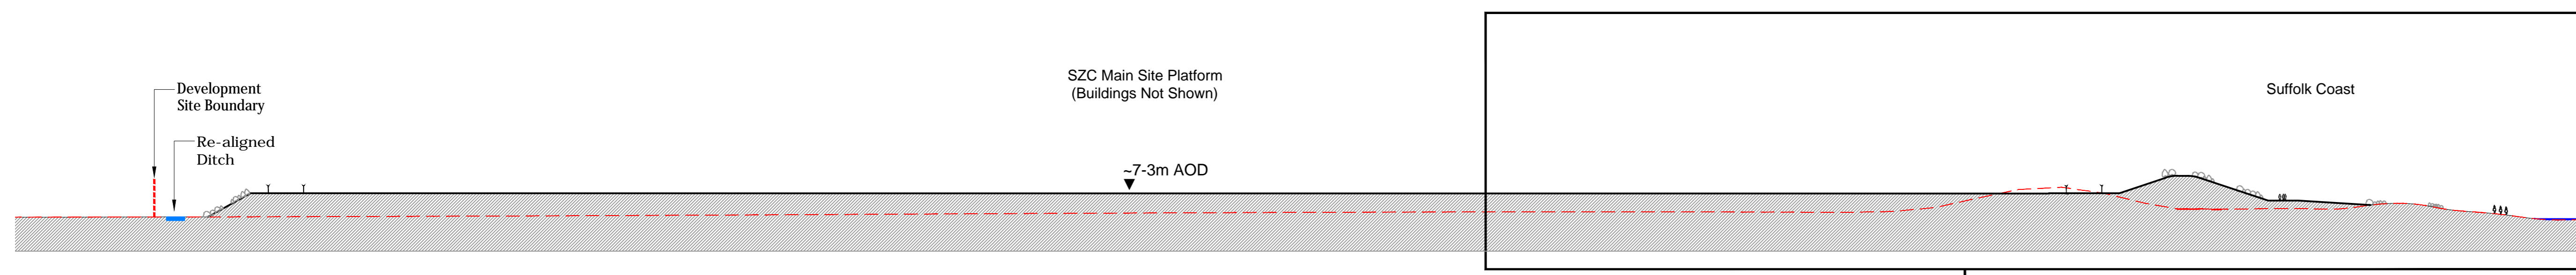 SZC Main Site Platform
(Buildings Not Shown)
Suffolk Coast
Development
Site Boundary
Re-aligned
Ditch
~7-3m AOD